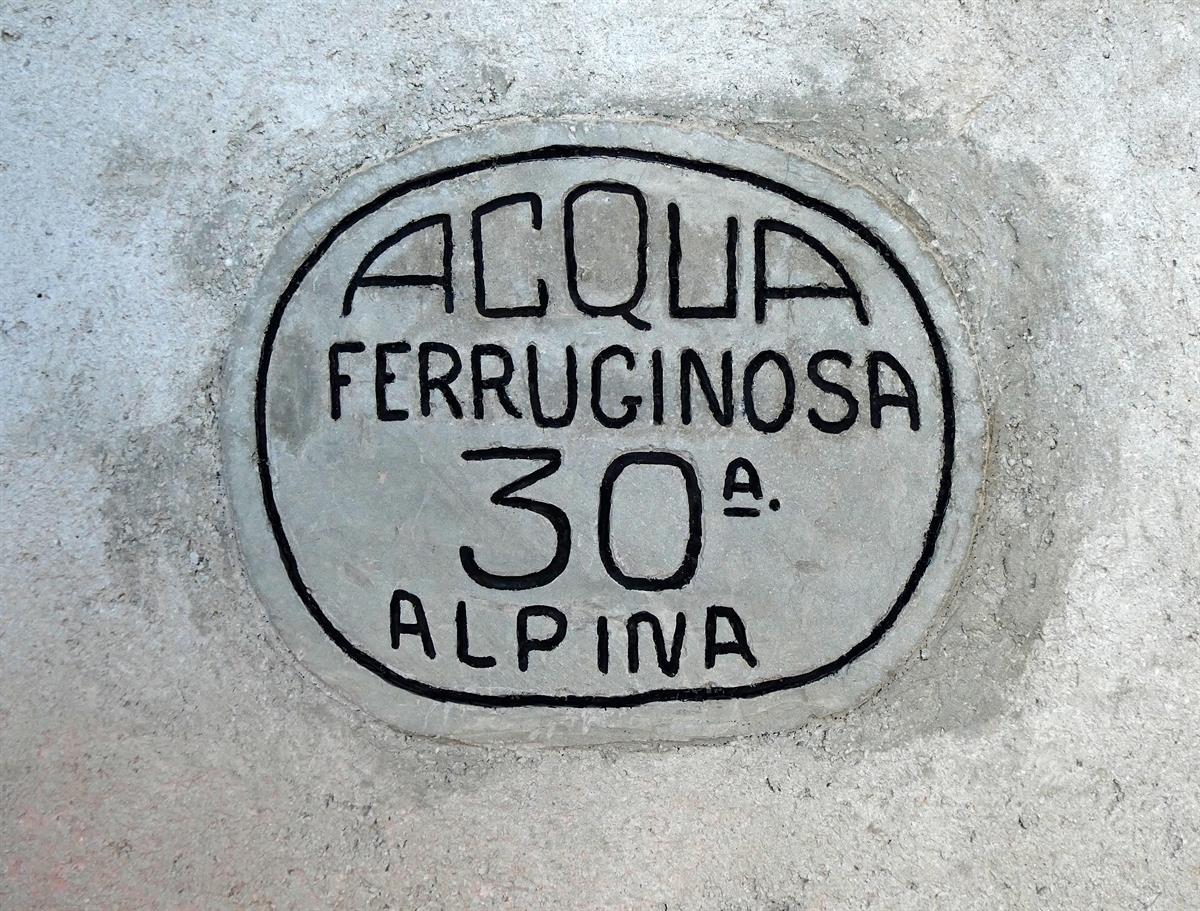 ACQUA
FERRUGINOSA
30ª.
ALPINA